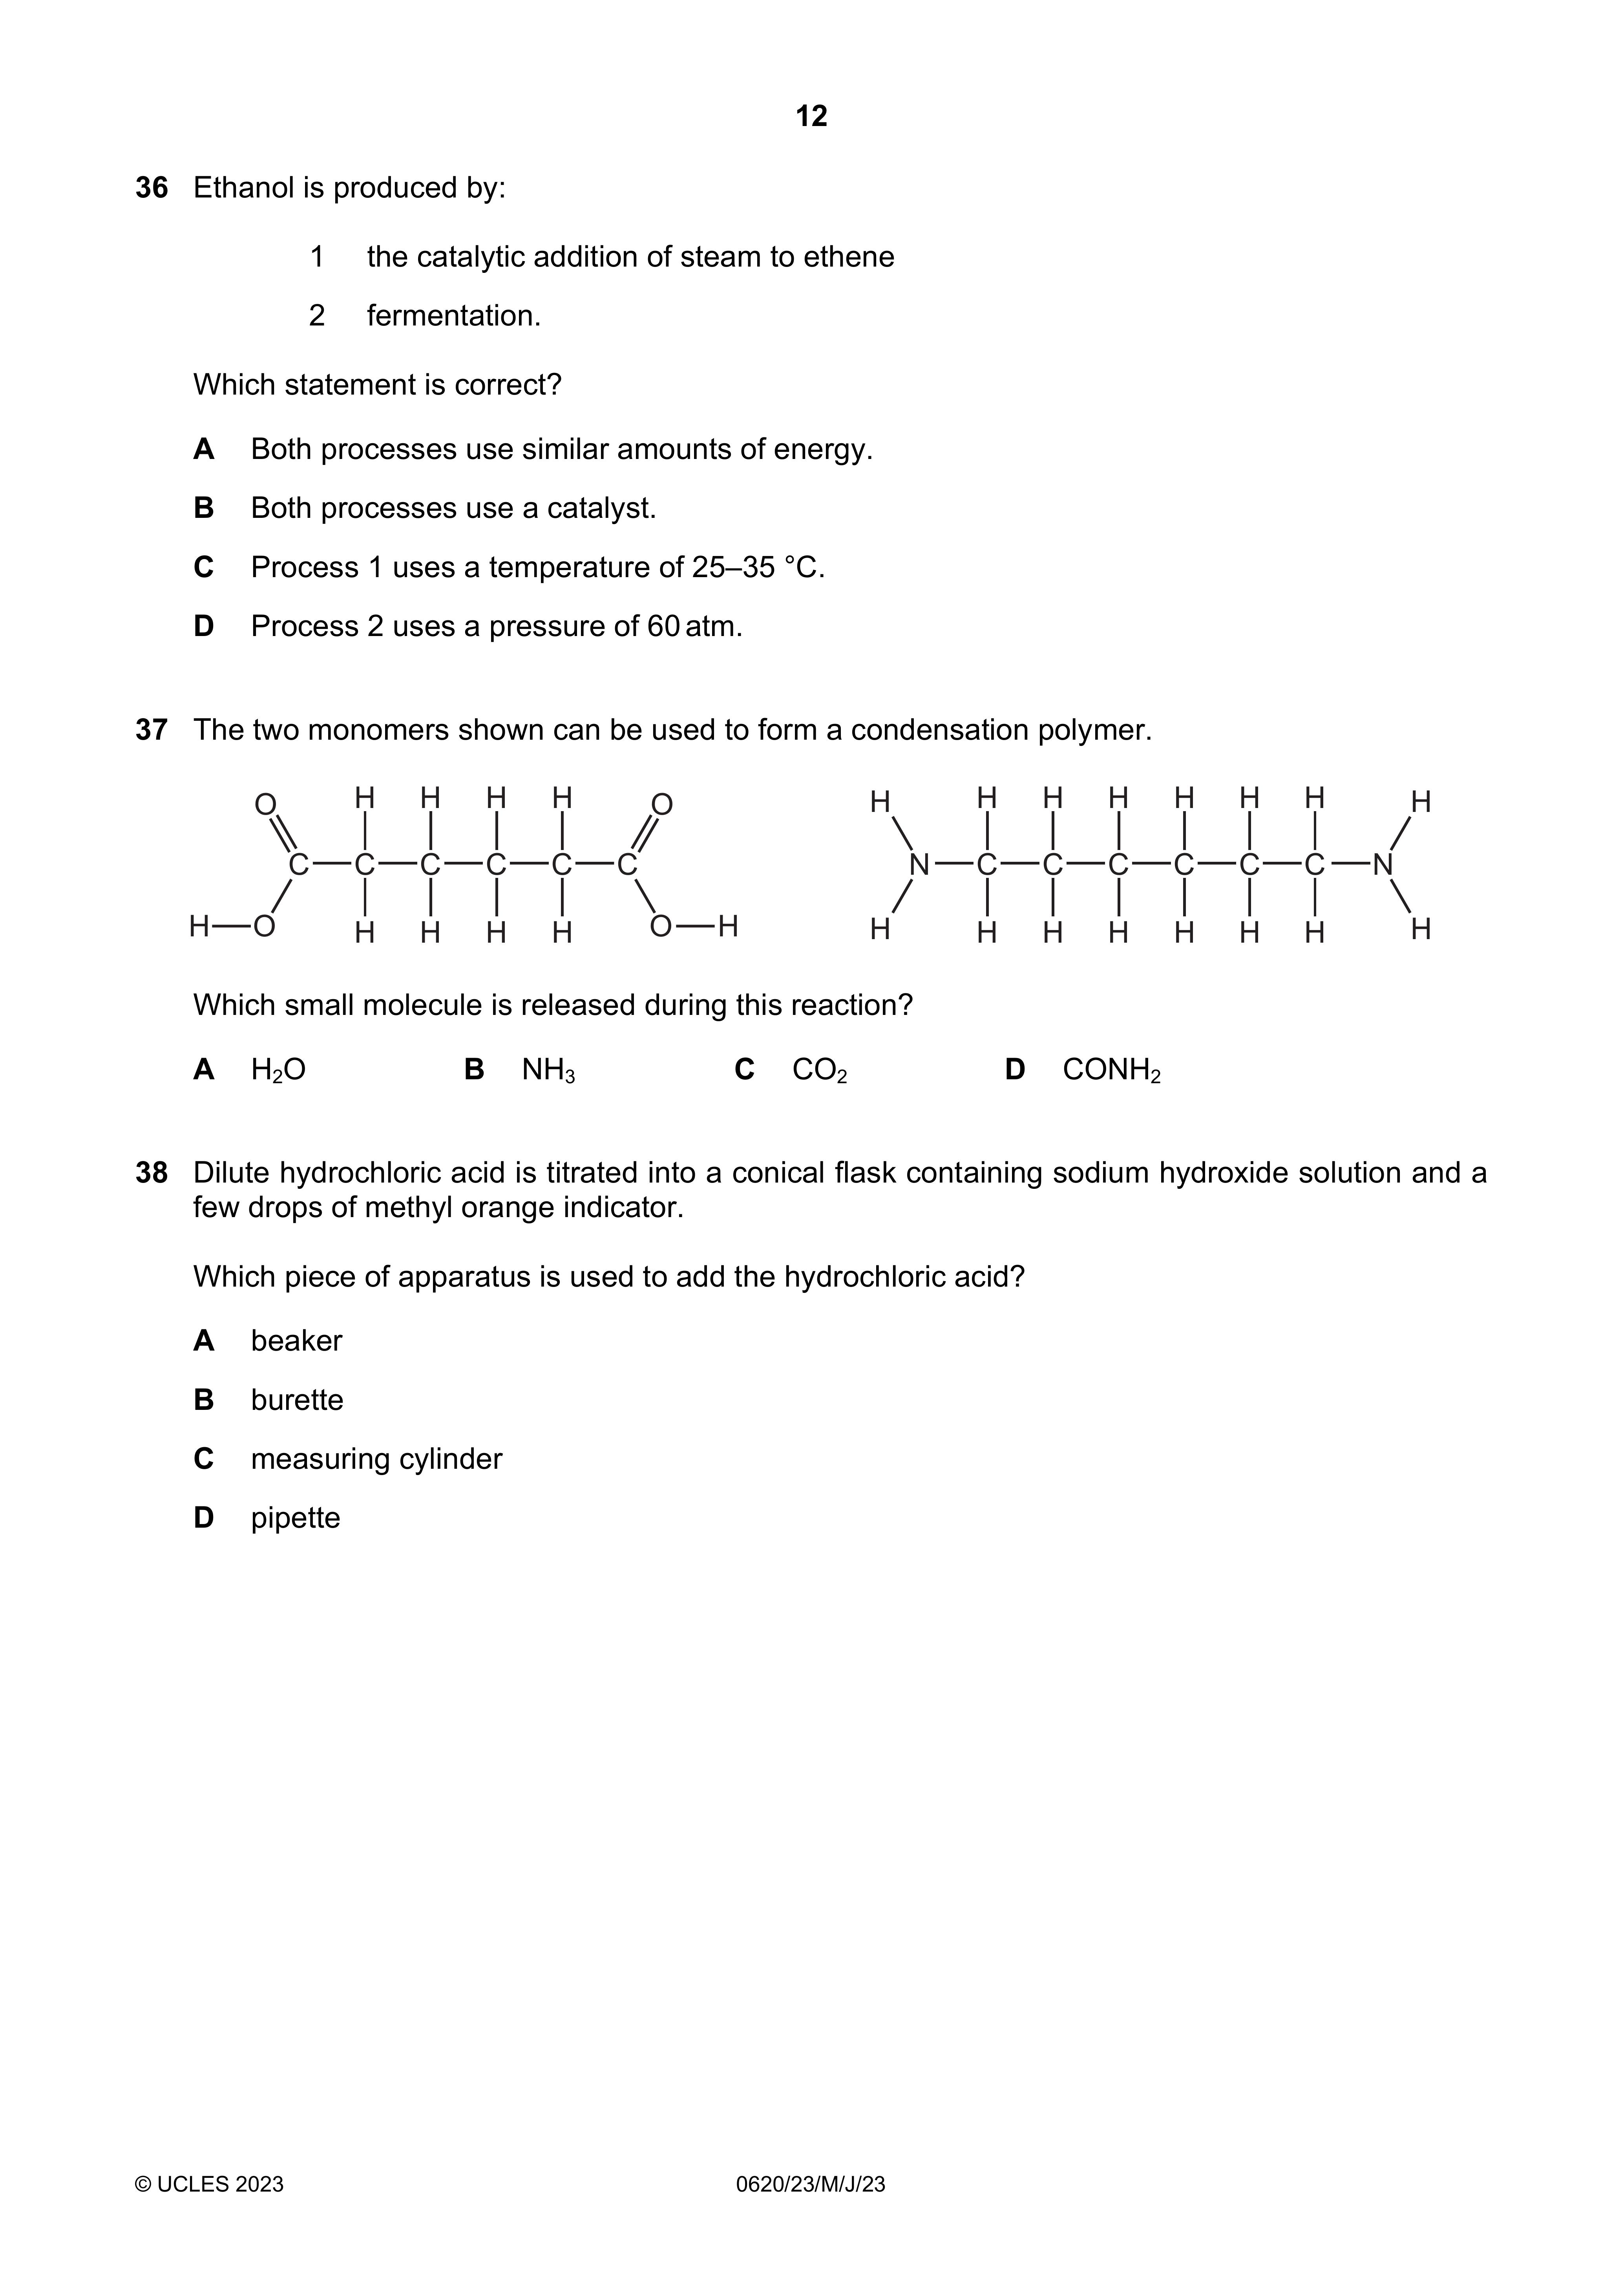 12
36 Ethanol is produced by:
1 the catalytic addition of steam to ethene
2 fermentation.
Which statement is correct?
A Both processes use similar amounts of energy.
B Both processes use a catalyst.
C Process 1 uses a temperature of 25–35 °C.
D Process 2 uses a pressure of 60 atm.
37 The two monomers shown can be used to form a condensation polymer.
O H H H H O H H H H H H H H
C C C C C C N C C C C C C N
H O H H H H O H H H H H H H H H
Which small molecule is released during this reaction?
A H₂O B NH₃ C CO₂ D CONH₂
38 Dilute hydrochloric acid is titrated into a conical flask containing sodium hydroxide solution and a
few drops of methyl orange indicator.
Which piece of apparatus is used to add the hydrochloric acid?
A beaker
B burette
C measuring cylinder
D pipette
© UCLES 2023 0620/23/M/J/23